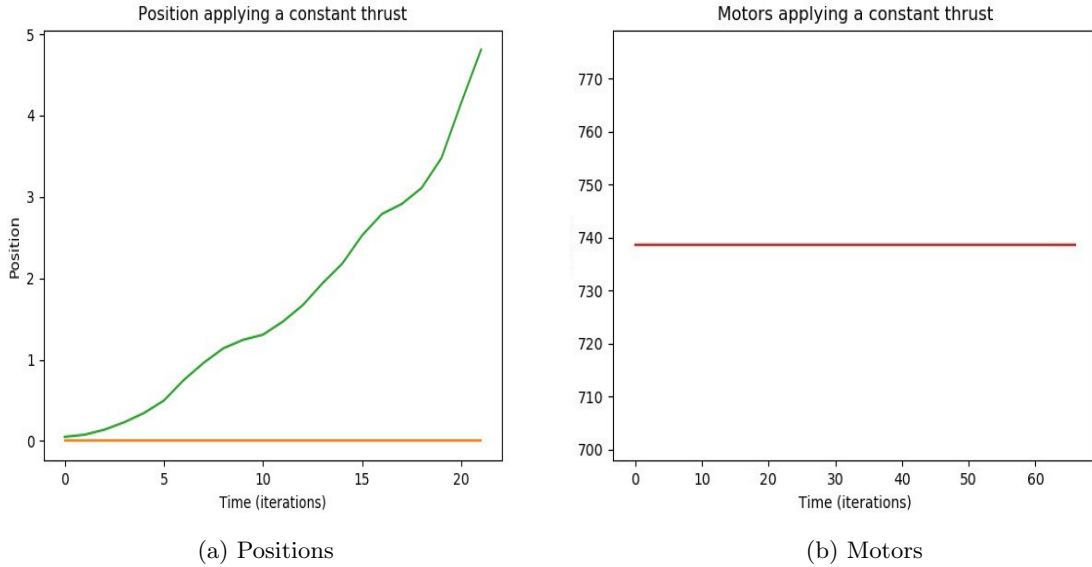 Position applying a constant thrust
5
4
3
2
1
0
Position
0 5 10 15 20
Time (iterations)
(a) Positions
Motors applying a constant thrust
770
760
750
740
730
720
710
700
0 10 20 30 40 50 60
Time (iterations)
(b) Motors